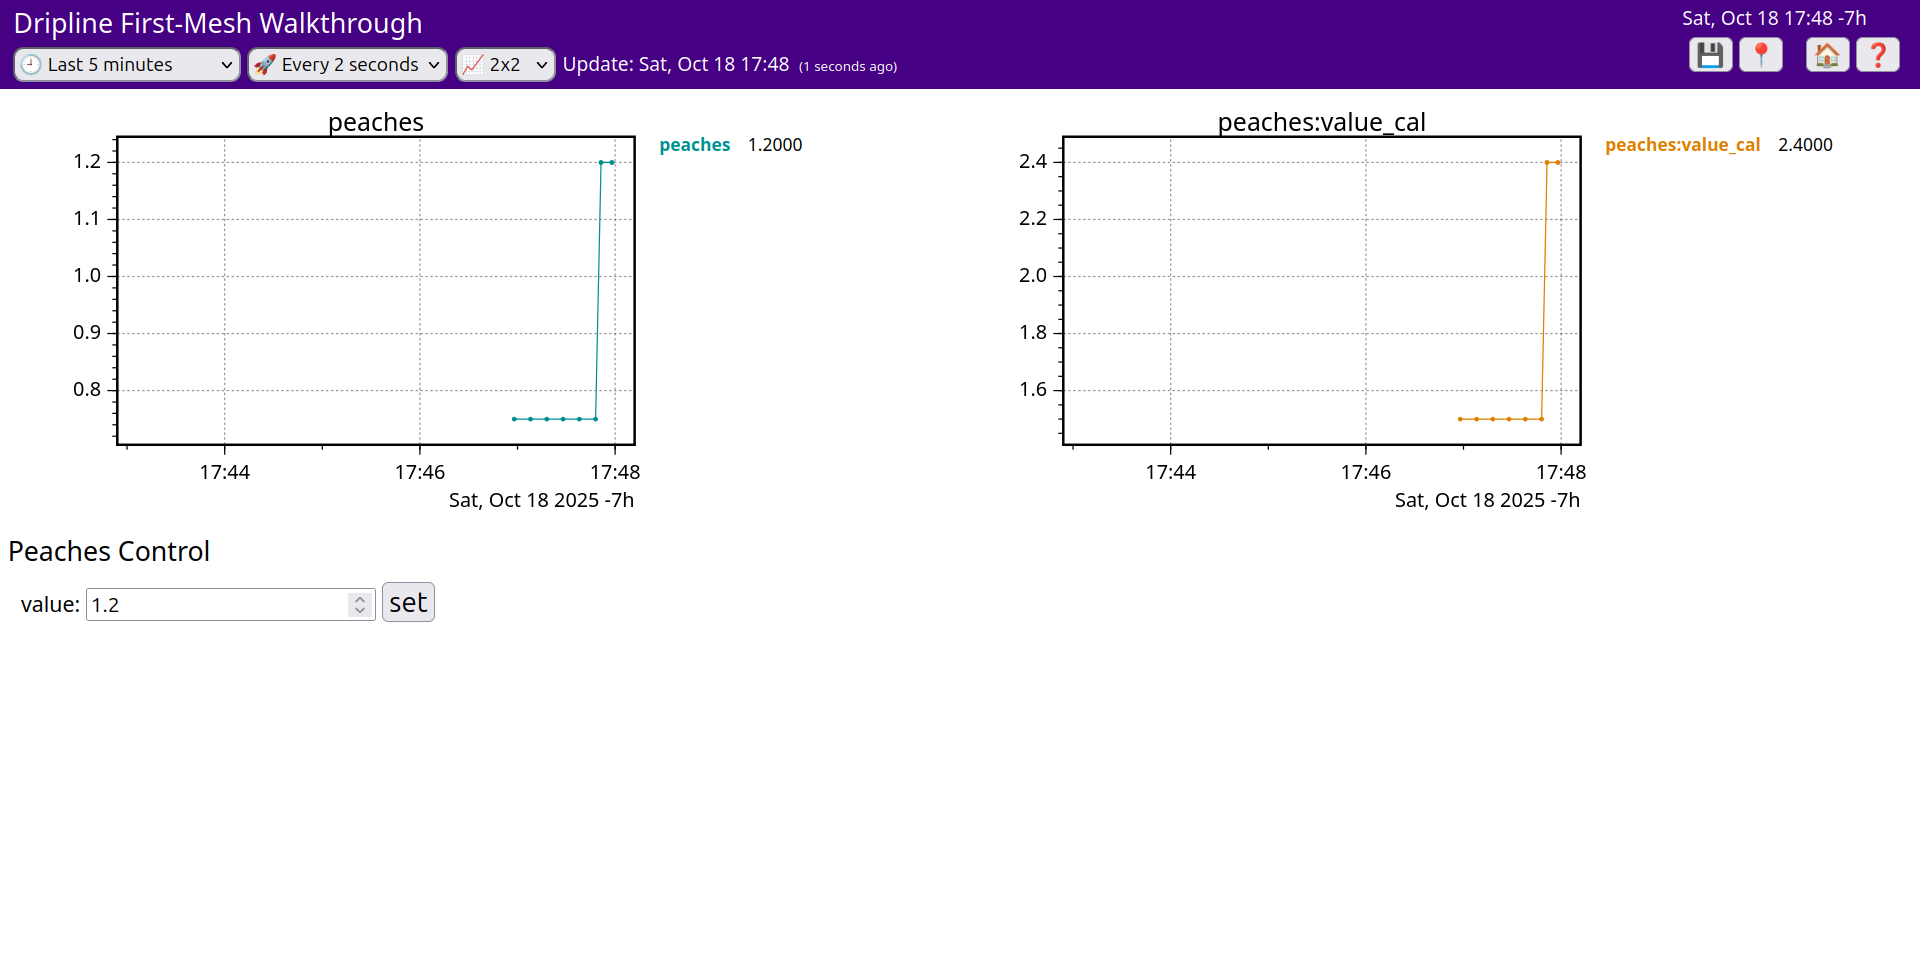 Dripline First-Mesh Walkthrough
Sat, Oct 18 17:48 -7h
Last 5 minutes
Every 2 seconds
2x2
Update: Sat, Oct 18 17:48 (1 seconds ago)
peaches
peaches 1.2000
1.2
1.1
1.0
0.9
0.8
17:44 17:46 17:48
Sat, Oct 18 2025 -7h
peaches:value_cal
peaches:value_cal 2.4000
2.4
2.2
2.0
1.8
1.6
17:44 17:46 17:48
Sat, Oct 18 2025 -7h
Peaches Control
value: 1.2 set